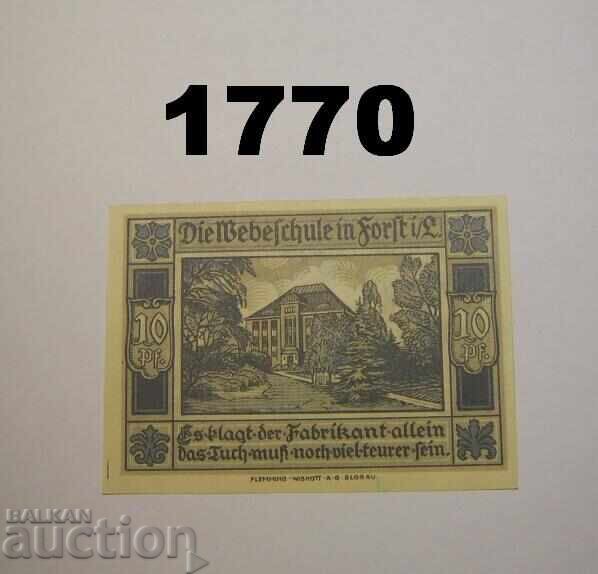 1770
Die Webeschule in Forst i/L.
10 Pf. 10 Pf.
Es klagt der Fabrikant allein
das Tuch muß noch viel teurer sein.
FLEMMING-WISKOTT A-G GLOGAU
BALKAN
auction